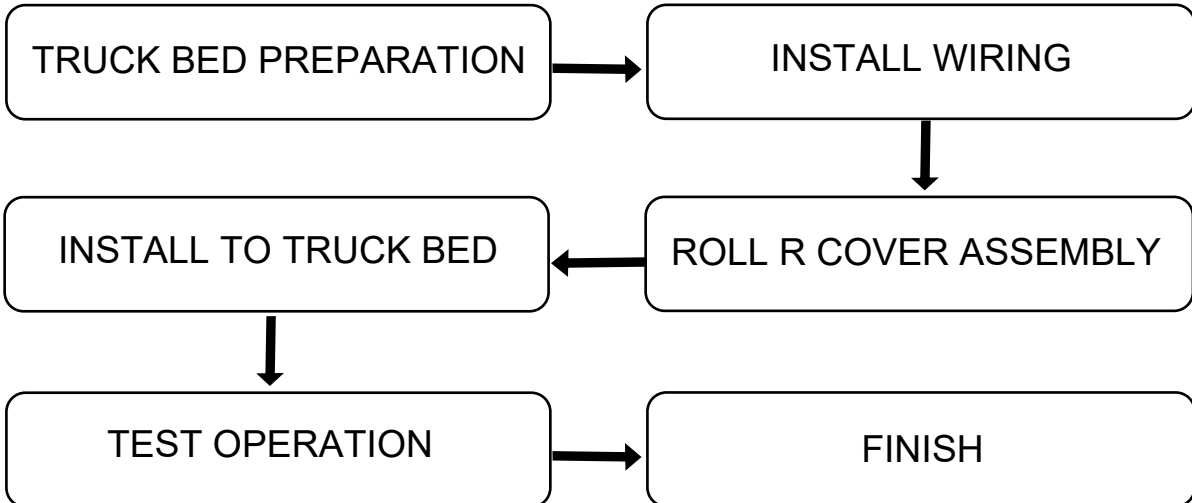 TRUCK BED PREPARATION
INSTALL WIRING
ROLL R COVER ASSEMBLY
INSTALL TO TRUCK BED
TEST OPERATION
FINISH